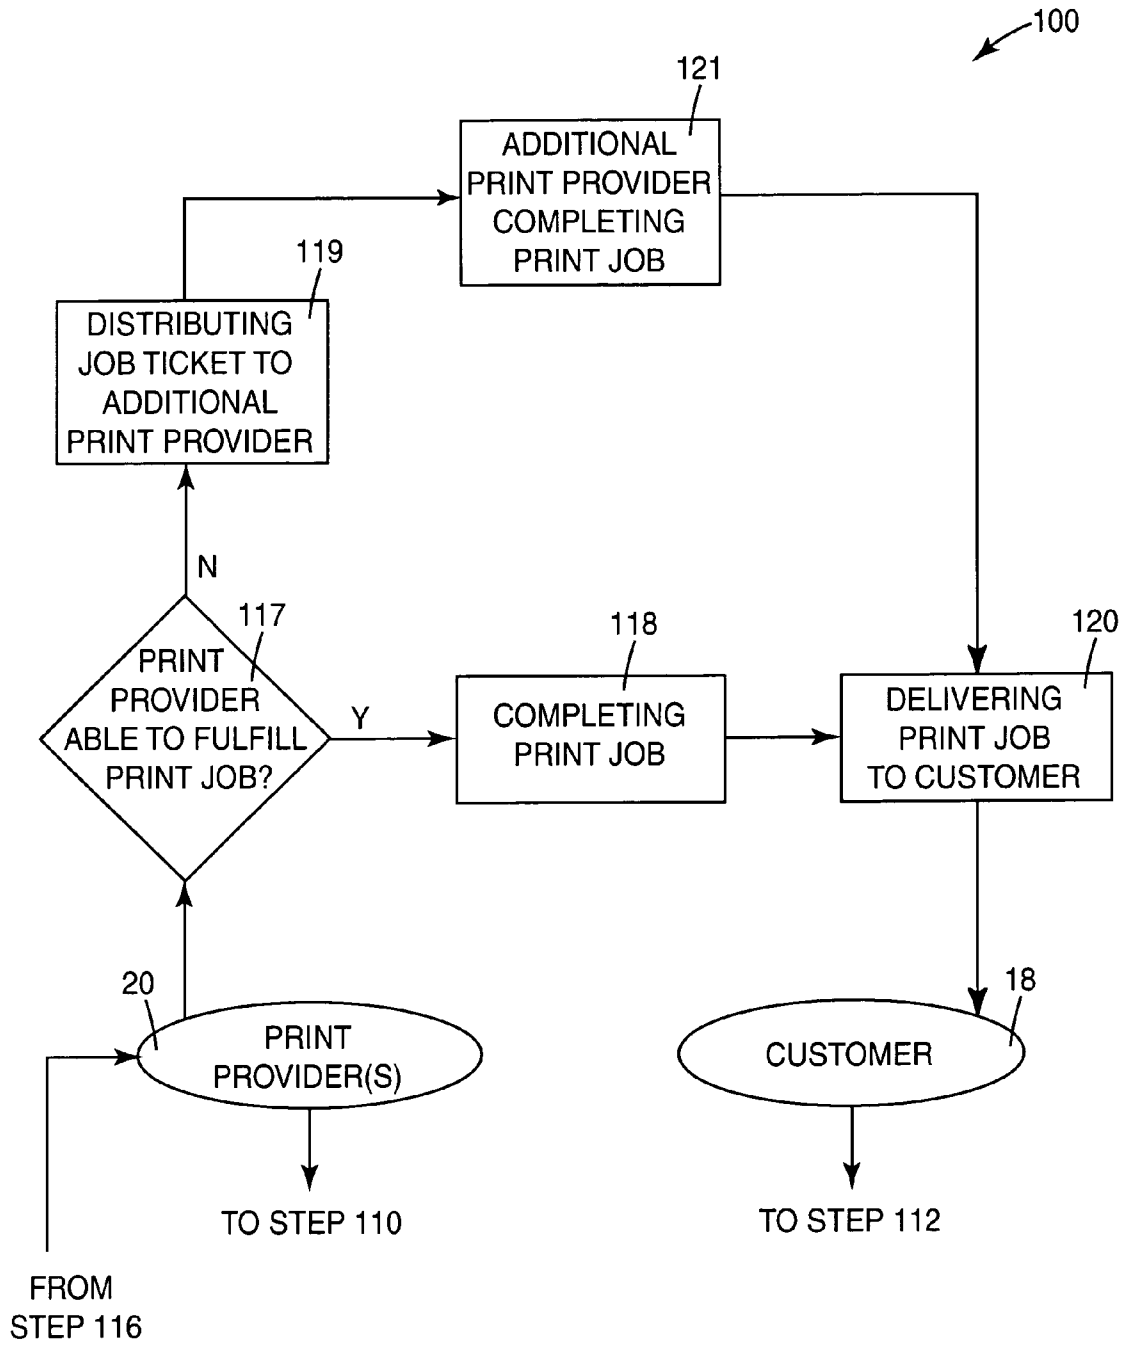 100
121
ADDITIONAL
PRINT PROVIDER
COMPLETING
PRINT JOB
119
DISTRIBUTING
JOB TICKET TO
ADDITIONAL
PRINT PROVIDER
N
117
PRINT
PROVIDER
ABLE TO FULFILL
PRINT JOB?
Y
118
COMPLETING
PRINT JOB
120
DELIVERING
PRINT JOB
TO CUSTOMER
20
PRINT
PROVIDER(S)
18
CUSTOMER
TO STEP 110
TO STEP 112
FROM
STEP 116